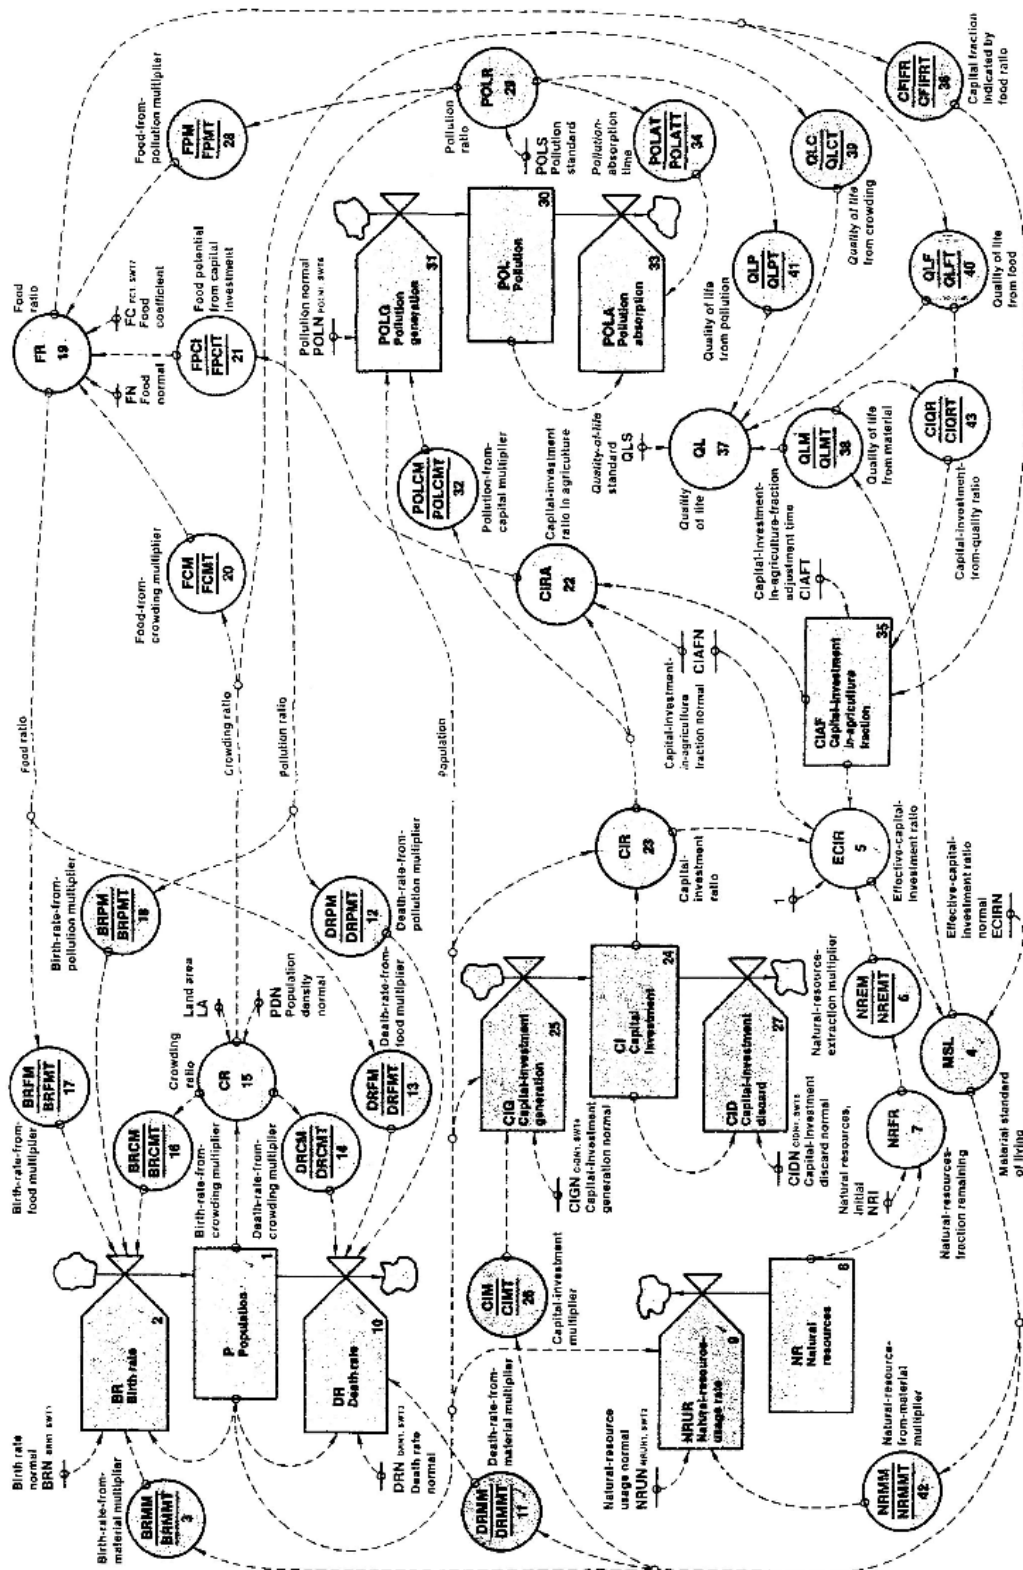 Birth rate
normal
BRN BRN1, SWT1
BR
Birth rate
2
Birth-rate-from-
material multiplier
BRMM
BRMMT
3
P
Population
1
DR
Death rate
10
DRN DRN1, SWT3
Death rate
normal
Death-rate-from-
material multiplier
DRMM
DRMMT
11
Birth-rate-from-
food multiplier
BRFM
BRFMT
17
Birth-rate-from-
pollution multiplier
BRPM
BRPMT
18
BRCM
BRCMT
16
Birth-rate-from-
crowding multiplier
Crowding
ratio
CR
15
Land area
LA
PDN
Population
density
normal
Death-rate-from-
crowding multiplier
DRCM
DRCMT
14
Death-rate-from-
food multiplier
DRFM
DRFMT
13
DRPM
DRPMT
12
Death-rate-from-
pollution multiplier
Food ratio
Crowding ratio
Pollution ratio
Population
Food
ratio
FR
19
FC FC1, SWT7
Food
coefficient
FN
Food
normal
FPCI
FPCIT
21
Food potential
from capital
investment
Food-from-
crowding multiplier
FCM
FCMT
20
Food-from-
pollution multiplier
FPM
FPMT
28
Pollution
ratio
POLR
29
POLS
Pollution
standard
Pollution normal
POLN POLN1, SWT6
POLG
Pollution
generation
31
POL
Pollution
30
POLA
Pollution
absorption
33
Pollution-
absorption
time
POLAT
POLATT
34
POLCM
POLCMT
32
Pollution-from-
capital multiplier
Capital-investment
ratio in agriculture
CIRA
22
Capital-investment-
in-agriculture
fraction normal CIAFN
CIR
23
Capital-
investment
ratio
CIG
Capital-investment
generation
25
CI
Capital
investment
24
CID
Capital-investment
discard
27
CIGN CIGN1, SWT4
Capital-investment
generation normal
CIDN CIDN1, SWT5
Capital-investment
discard normal
CIM
CIMT
26
Capital-investment
multiplier
Natural-resource
usage normal
NRUN NRUN1, SWT2
NRUR
Natural-resource-
usage rate
9
NR
Natural
resources
8
Natural-resource-
from-material
multiplier
NRMM
NRMMT
42
Natural resources,
initial
NRI
NRFR
7
Natural-resources-
fraction remaining
Natural-resource-
extraction multiplier
NREM
NREMT
6
1
ECIR
5
Effective-capital-
investment ratio
MSL
4
Material standard
of living
Effective-capital-
investment ratio
normal
ECIRN
CIAF
Capital-investment
in-agriculture
fraction
35
Capital-investment-
in-agriculture-fraction
adjustment time
CIAFT
Quality
of life
QL
37
Quality-of-life
standard
QLS
Quality of life
from pollution
QLP
QLPT
41
QLC
QLCT
39
Quality of life
from crowding
QLF
QLFT
40
Quality of life
from food
QLM
QLMT
38
Quality of life
from material
CIQR
CIQRT
43
Capital-investment-
from-quality ratio
CFIFR
CFIFRT
36
Capital fraction
indicated by
food ratio